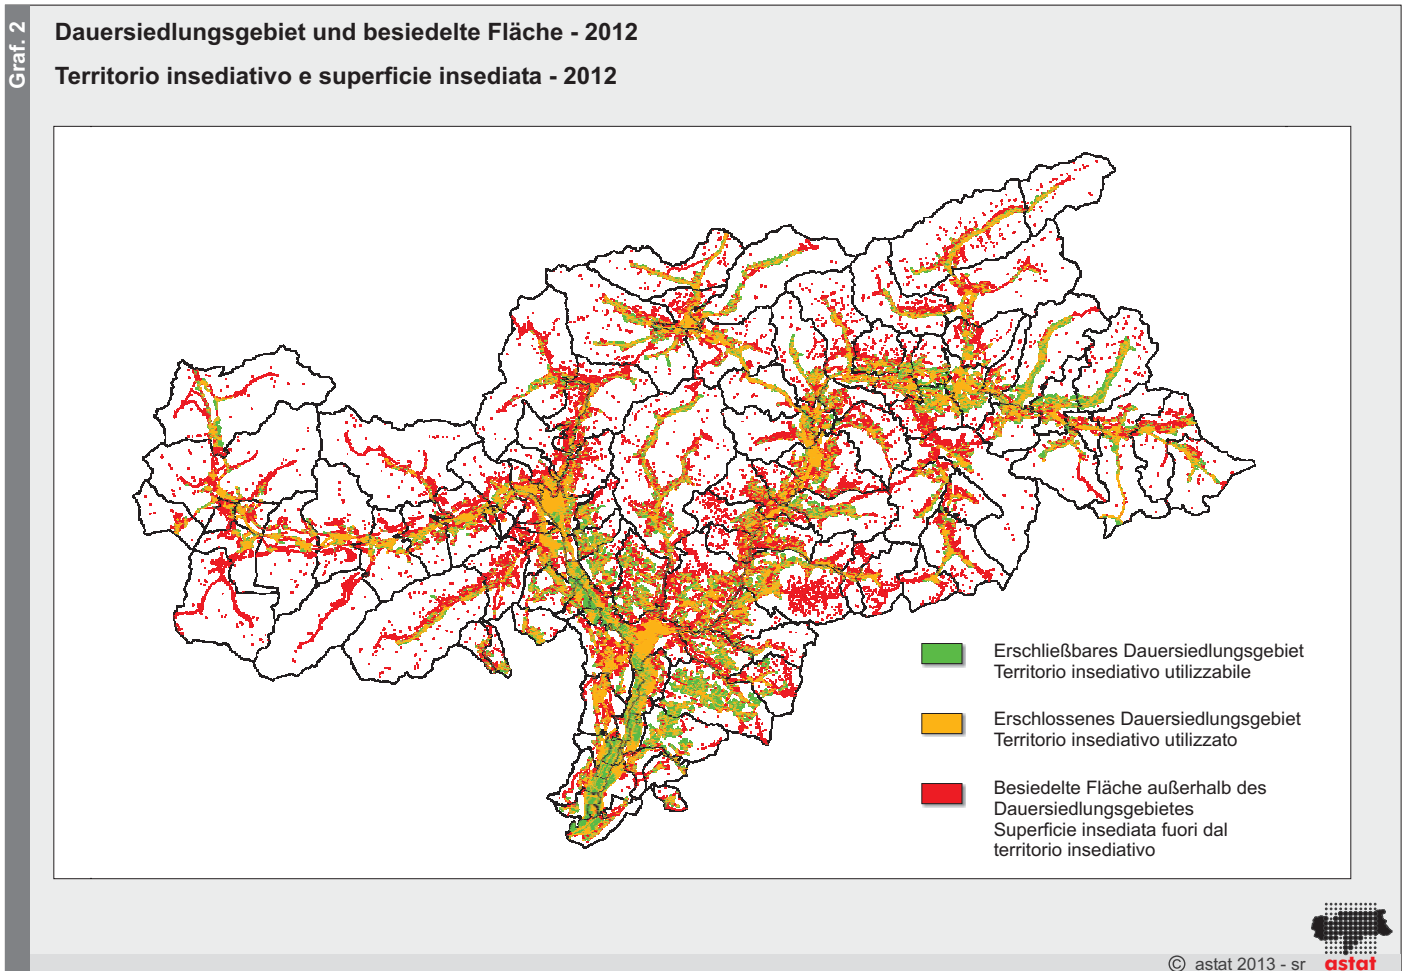 Graf. 2
Dauersiedlungsgebiet und besiedelte Fläche - 2012
Territorio insediativo e superficie insediata - 2012
Erschließbares Dauersiedlungsgebiet
Territorio insediativo utilizzabile
Erschlossenes Dauersiedlungsgebiet
Territorio insediativo utilizzato
Besiedelte Fläche außerhalb des
Dauersiedlungsgebietes
Superficie insediata fuori dal
territorio insediativo
© astat 2013 - sr
astat